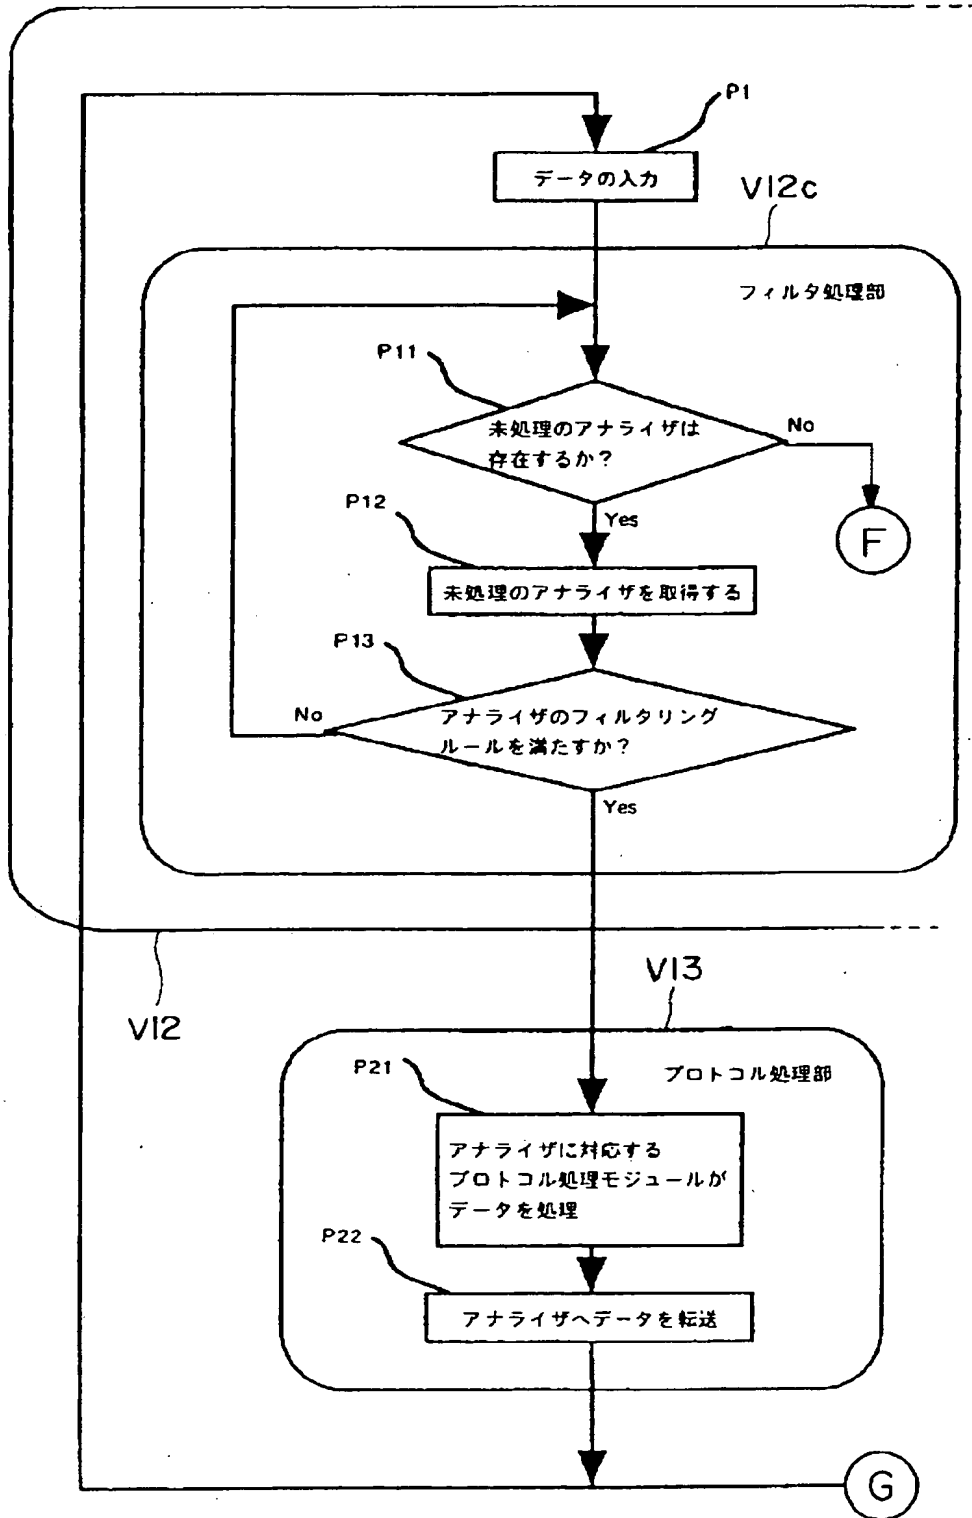 P1
データの入力
V12c
フィルタ処理部
P11
未処理のアナライザは
存在するか?
No
F
P12
Yes
未処理のアナライザを取得する
P13
No
アナライザのフィルタリング
ルールを満たすか?
Yes
V12
V13
P21
プロトコル処理部
アナライザに対応する
プロトコル処理モジュールが
データを処理
P22
アナライザへデータを転送
G